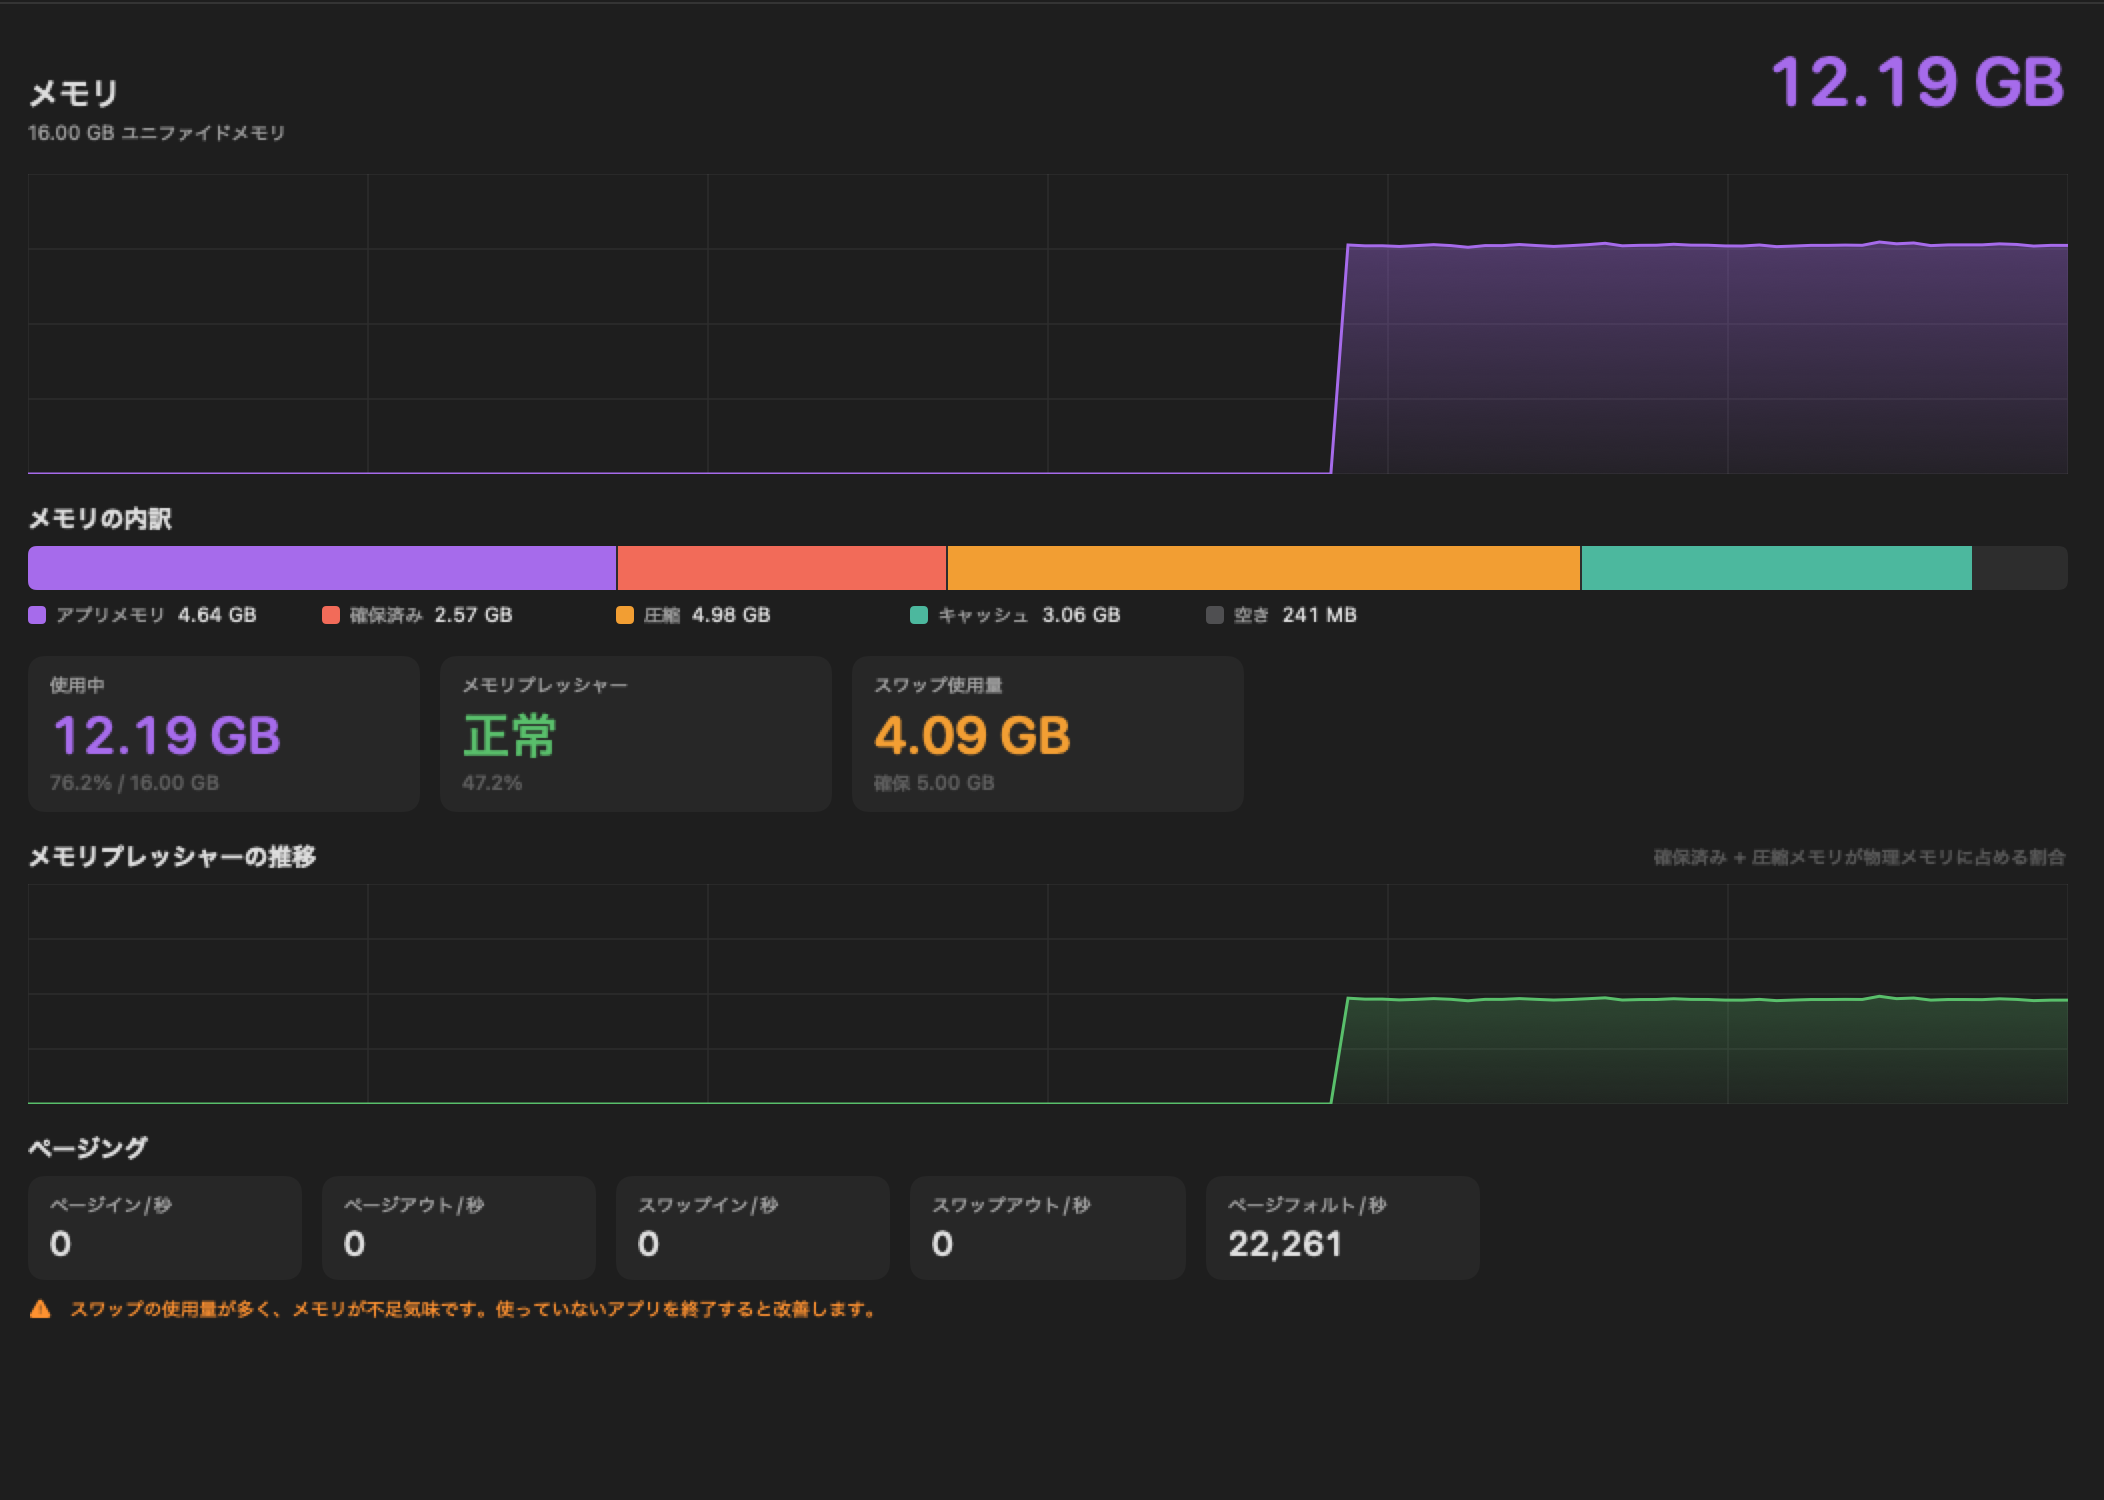 メモリ
12.19 GB
16.00 GB ユニファイドメモリ
メモリの内訳
アプリメモリ 4.64 GB 確保済み 2.57 GB 圧縮 4.98 GB キャッシュ 3.06 GB 空き 241 MB
使用中
12.19 GB
76.2% / 16.00 GB
メモリプレッシャー
正常
47.2%
スワップ使用量
4.09 GB
確保 5.00 GB
メモリプレッシャーの推移
確保済み + 圧縮メモリが物理メモリに占める割合
ページング
ページイン/秒
0
ページアウト/秒
0
スワップイン/秒
0
スワップアウト/秒
0
ページフォルト/秒
22,261
スワップの使用量が多く、メモリが不足気味です。使っていないアプリを終了すると改善します。